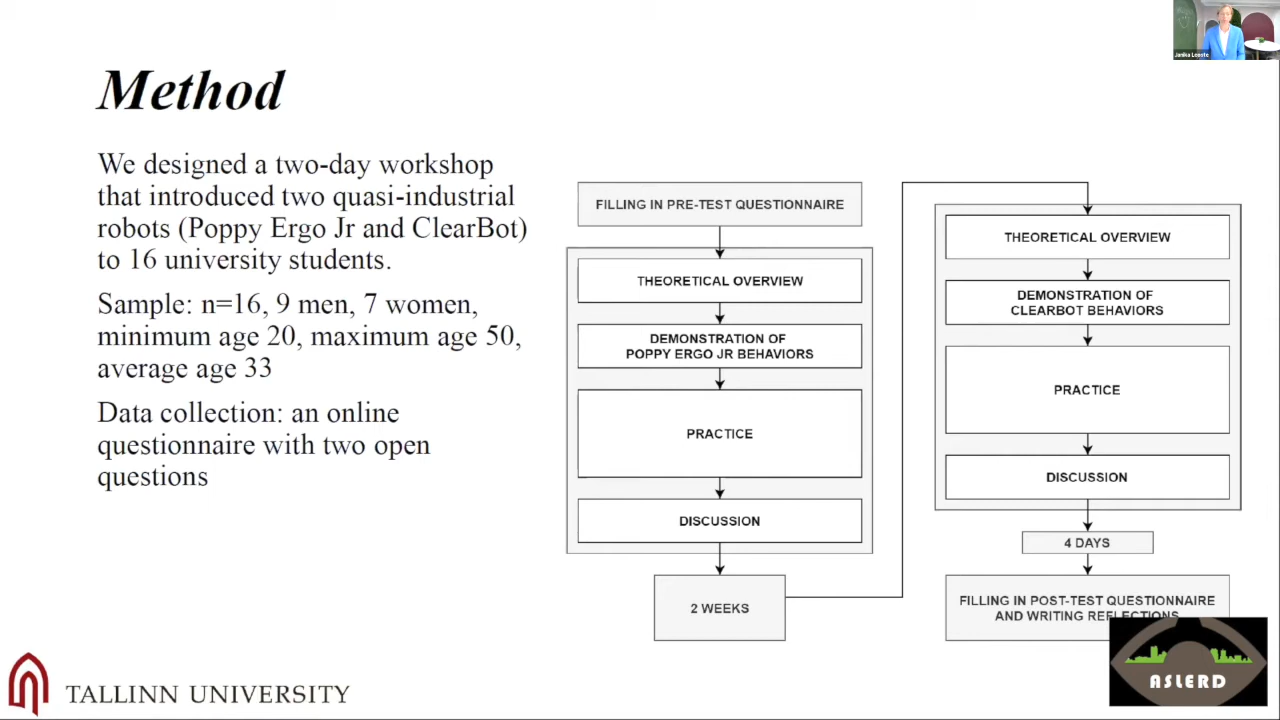 Janika Leoste
Method
We designed a two-day workshop
that introduced two quasi-industrial
robots (Poppy Ergo Jr and ClearBot)
to 16 university students.
Sample: n=16, 9 men, 7 women,
minimum age 20, maximum age 50,
average age 33
Data collection: an online
questionnaire with two open
questions
FILLING IN PRE-TEST QUESTIONNAIRE
THEORETICAL OVERVIEW
DEMONSTRATION OF
POPPY ERGO JR BEHAVIORS
PRACTICE
DISCUSSION
2 WEEKS
THEORETICAL OVERVIEW
DEMONSTRATION OF
CLEARBOT BEHAVIORS
PRACTICE
DISCUSSION
4 DAYS
FILLING IN POST-TEST QUESTIONNAIRE
AND WRITING REFLECTIONS
TALLINN UNIVERSITY
ASLERD